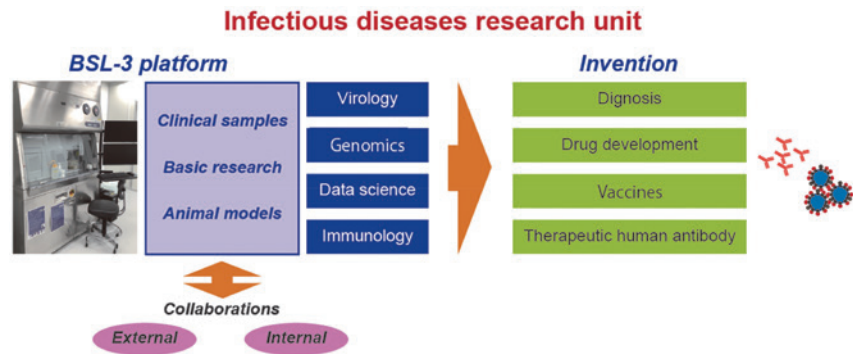 Infectious diseases research unit
BSL-3 platform
Invention
Clinical samples
Basic research
Animal models
Virology
Genomics
Data science
Immunology
Dignosis
Drug development
Vaccines
Therapeutic human antibody
Collaborations
External
Internal